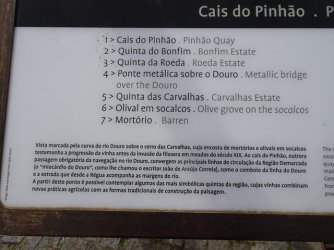 Cais do Pinhão . P
1 > Cais do Pinhão . Pinhão Quay
2 > Quinta do Bonfim . Bonfim Estate
3 > Quinta da Roeda . Roeda Estate
4 > Ponte metálica sobre o Douro . Metallic bridge
over the Douro
5 > Quinta das Carvalhas . Carvalhas Estate
6 > Olival em socalcos . Olive grove on the socalcos
7 > Mortório . Barren
Vista marcada pela curva do rio Douro sobre o cerro das Carvalhas, cuja encosta de mortórios e olivais em socalcos
testemunha a progressão da vinha antes da invasão da filoxera em meados do século XIX. Ao cais do Pinhão, outrora
passagem obrigatória da navegação no rio Douro, convergem as principais linhas de circulação da Região Demarcada
(o "miocárdio do Douro", como lhe chamou o escritor João de Araújo Correia), como o comboio da linha do Douro
e a estrada que desde a Régua acompanha as margens do rio.
A partir deste ponto é possível contemplar algumas das mais simbólicas quintas da região, cujas vinhas combinam
novas práticas agrícolas com as formas tradicionais de construção da paisagem.